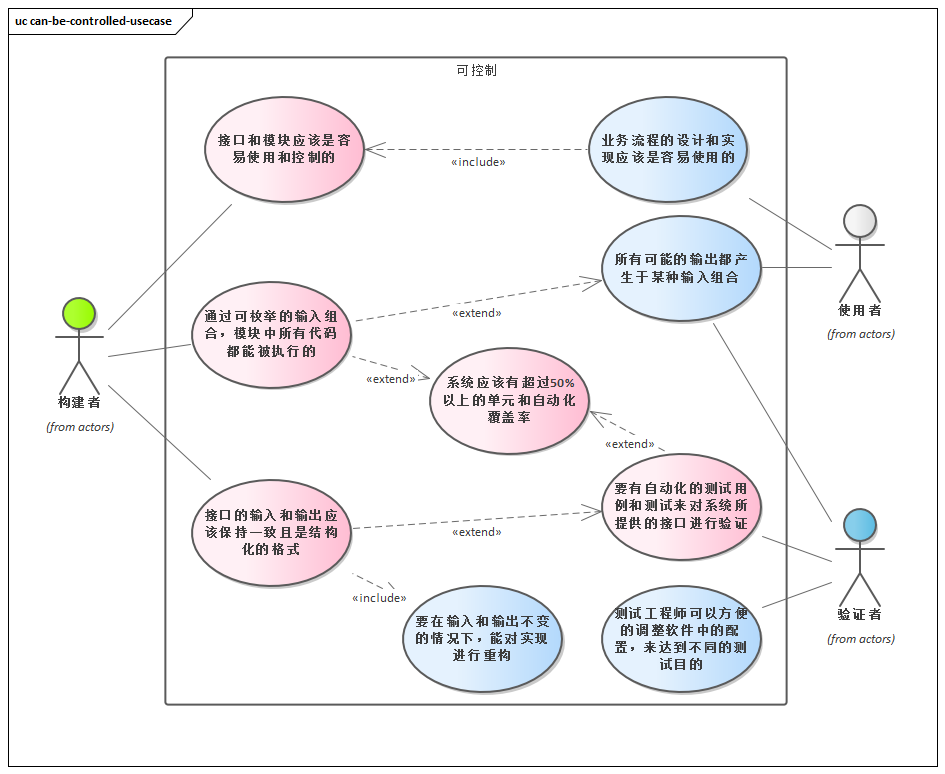 uc can-be-controlled-usecase
可控制
接口和模块应该是容
易使用和控制的
«include»
业务流程的设计和实
现应该是容易使用的
所有可能的输出都产
生于某种输入组合
使用者
(from actors)
通过可枚举的输入组
合，模块中所有代码
都能被执行的
«extend»
«extend»
构建者
(from actors)
系统应该有超过50%
以上的单元和自动化
覆盖率
«extend»
要有自动化的测试用
例和测试来对系统所
提供的接口进行验证
接口的输入和输出应
该保持一致且是结构
化的格式
«extend»
«include»
要在输入和输出不变
的情况下，能对实现
进行重构
测试工程师可以方便
的调整软件中的配
置，来达到不同的测
试目的
验证者
(from actors)